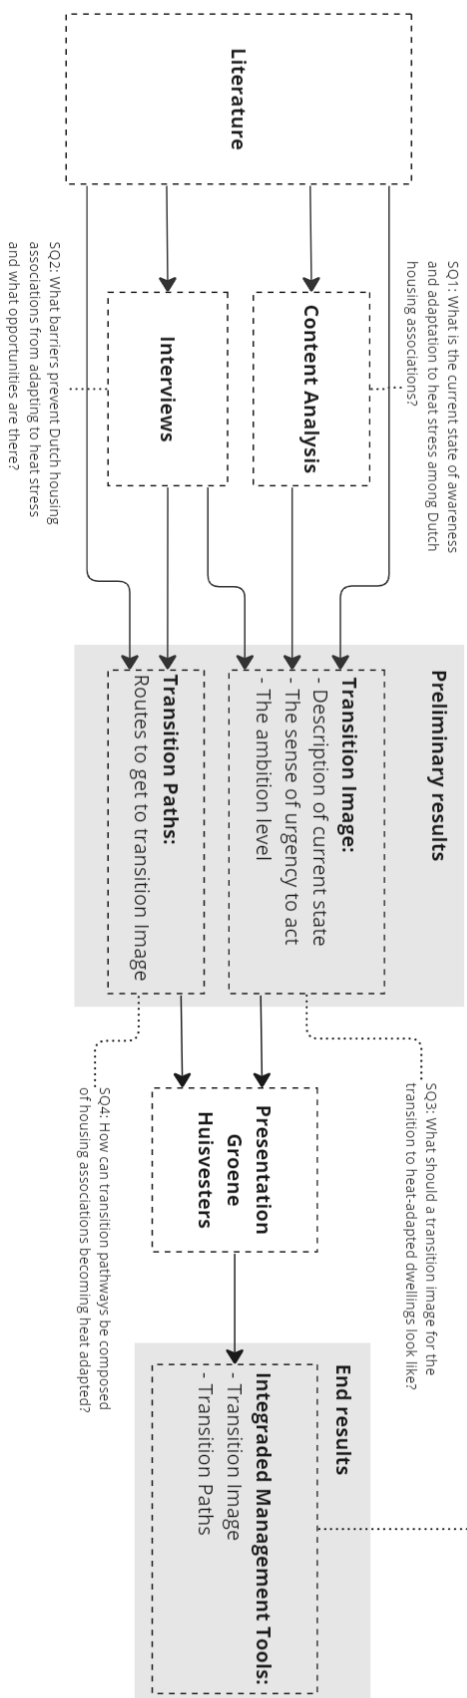 Literature
SQ1: What is the current state of awareness
and adaptation to heat stress among Dutch
housing associations?
Content Analysis
Interviews
SQ2: What barriers prevent Dutch housing
associations from adapting to heat stress
and what opportunities are there?
Preliminary results
Transition Image:
- Description of current state
- The sense of urgency to act
- The ambition level
Transition Paths:
Routes to get to transition Image
SQ3: What should a transition image for the
transition to heat-adapted dwellings look like?
Presentation
Groene
Huisvesters
SQ4: How can transition pathways be composed
of housing associations becoming heat adapted?
End results
Integraded Management Tools:
- Transition Image
- Transition Paths